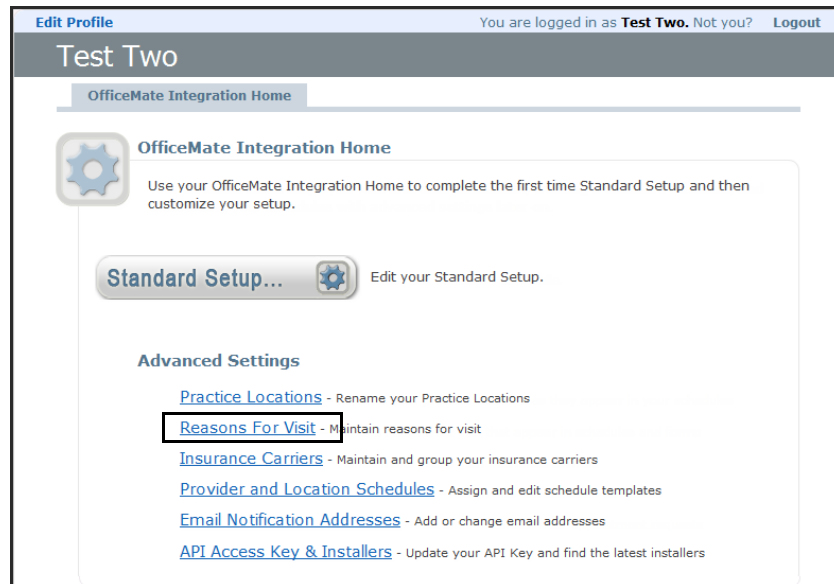 Edit Profile You are logged in as Test Two. Not you? Logout
Test Two
OfficeMate Integration Home
OfficeMate Integration Home
Use your OfficeMate Integration Home to complete the first time Standard Setup and then
customize your setup.
Standard Setup... Edit your Standard Setup.
Advanced Settings
Practice Locations - Rename your Practice Locations
Reasons For Visit - Maintain reasons for visit
Insurance Carriers - Maintain and group your insurance carriers
Provider and Location Schedules - Assign and edit schedule templates
Email Notification Addresses - Add or change email addresses
API Access Key & Installers - Update your API Key and find the latest installers